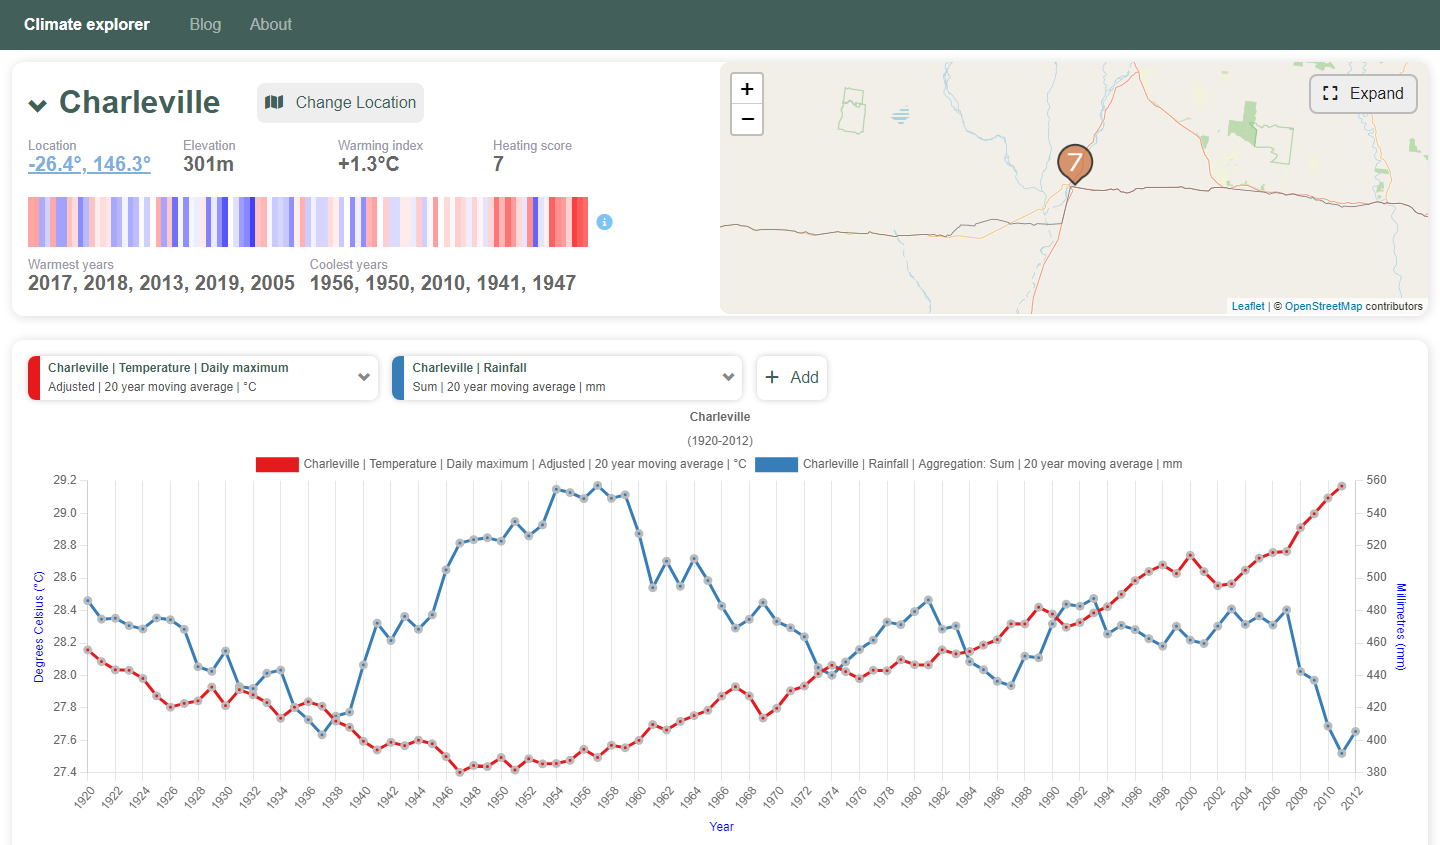 Climate explorer Blog About
Charleville
Change Location
Location Elevation Warming index Heating score
-26.4°, 146.3° 301m +1.3°C 7
Warmest years Coolest years
2017, 2018, 2013, 2019, 2005 1956, 1950, 2010, 1941, 1947
+
−
Expand
7
Leaflet | © OpenStreetMap contributors
Charleville | Temperature | Daily maximum
Adjusted | 20 year moving average | °C
Charleville | Rainfall
Sum | 20 year moving average | mm
+ Add
Charleville
(1920-2012)
Charleville | Temperature | Daily maximum | Adjusted | 20 year moving average | °C
Charleville | Rainfall | Aggregation: Sum | 20 year moving average | mm
Degrees Celsius (°C)
29.2
29.0
28.8
28.6
28.4
28.2
28.0
27.8
27.6
27.4
560
540
520
500
480
460
440
420
400
380
Millimetres (mm)
1920 1922 1924 1926 1928 1930 1932 1934 1936 1938 1940 1942 1944 1946 1948 1950 1952 1954 1956 1958 1960 1962 1964 1966 1968 1970 1972 1974 1976 1978 1980 1982 1984 1986 1988 1990 1992 1994 1996 1998 2000 2002 2004 2006 2008 2010 2012
Year